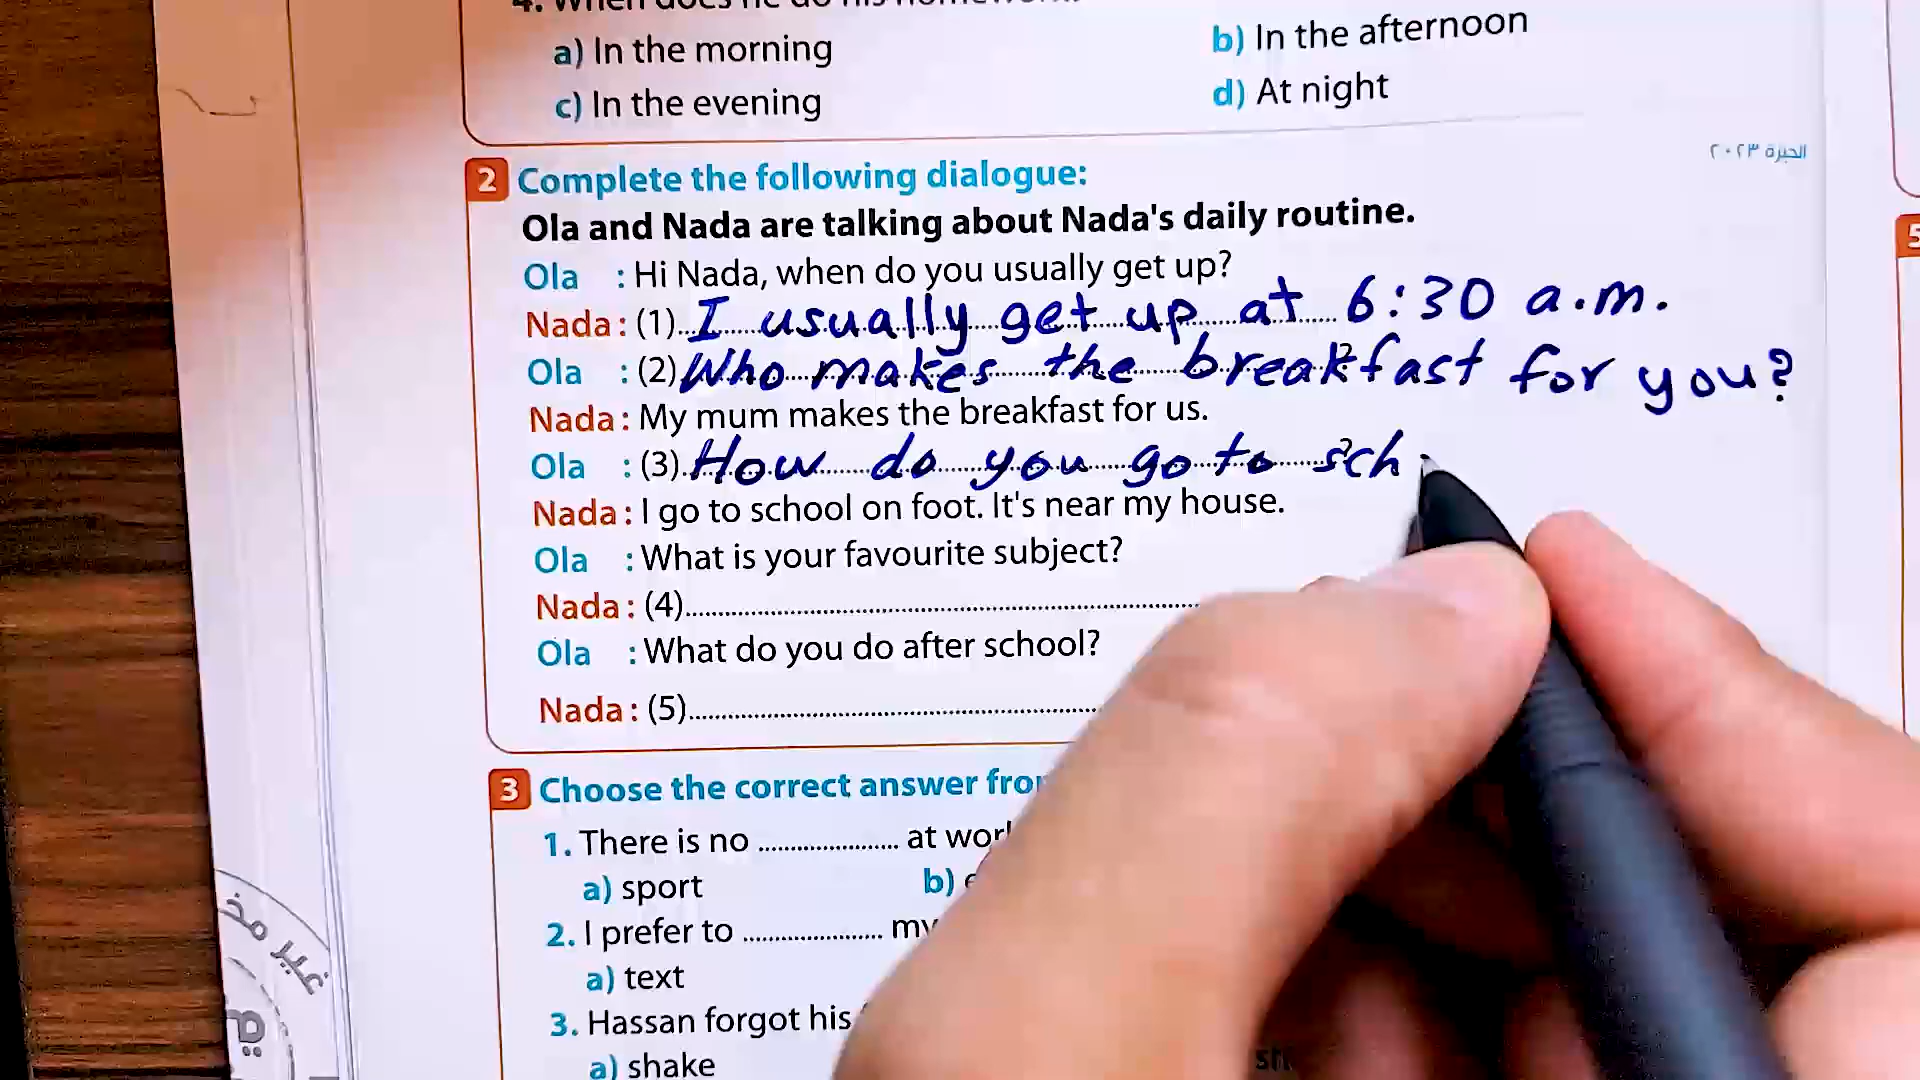 a) In the morning
b) In the afternoon
c) In the evening
d) At night
الجيزة ٢٠٢٣
2 Complete the following dialogue:
Ola and Nada are talking about Nada's daily routine.
Ola : Hi Nada, when do you usually get up?
Nada : (1) I usually get up at 6:30 a.m.
Ola : (2) Who makes the breakfast for you?
Nada : My mum makes the breakfast for us.
Ola : (3) How do you go to sch
Nada : I go to school on foot. It's near my house.
Ola : What is your favourite subject?
Nada : (4)
Ola : What do you do after school?
Nada : (5)
3 Choose the correct answer
1. There is no .................... at
a) sport
b)
2. I prefer to .................... my
a) text
3. Hassan forgot his
a) shake
5
غير